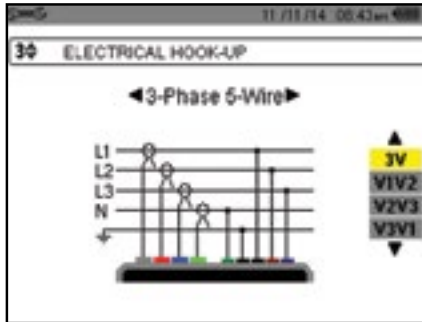 11/11/14 08:43am
3ϕ ELECTRICAL HOOK-UP
◄3-Phase 5-Wire►
L1
L2
L3
N
3V
V1V2
V2V3
V3V1